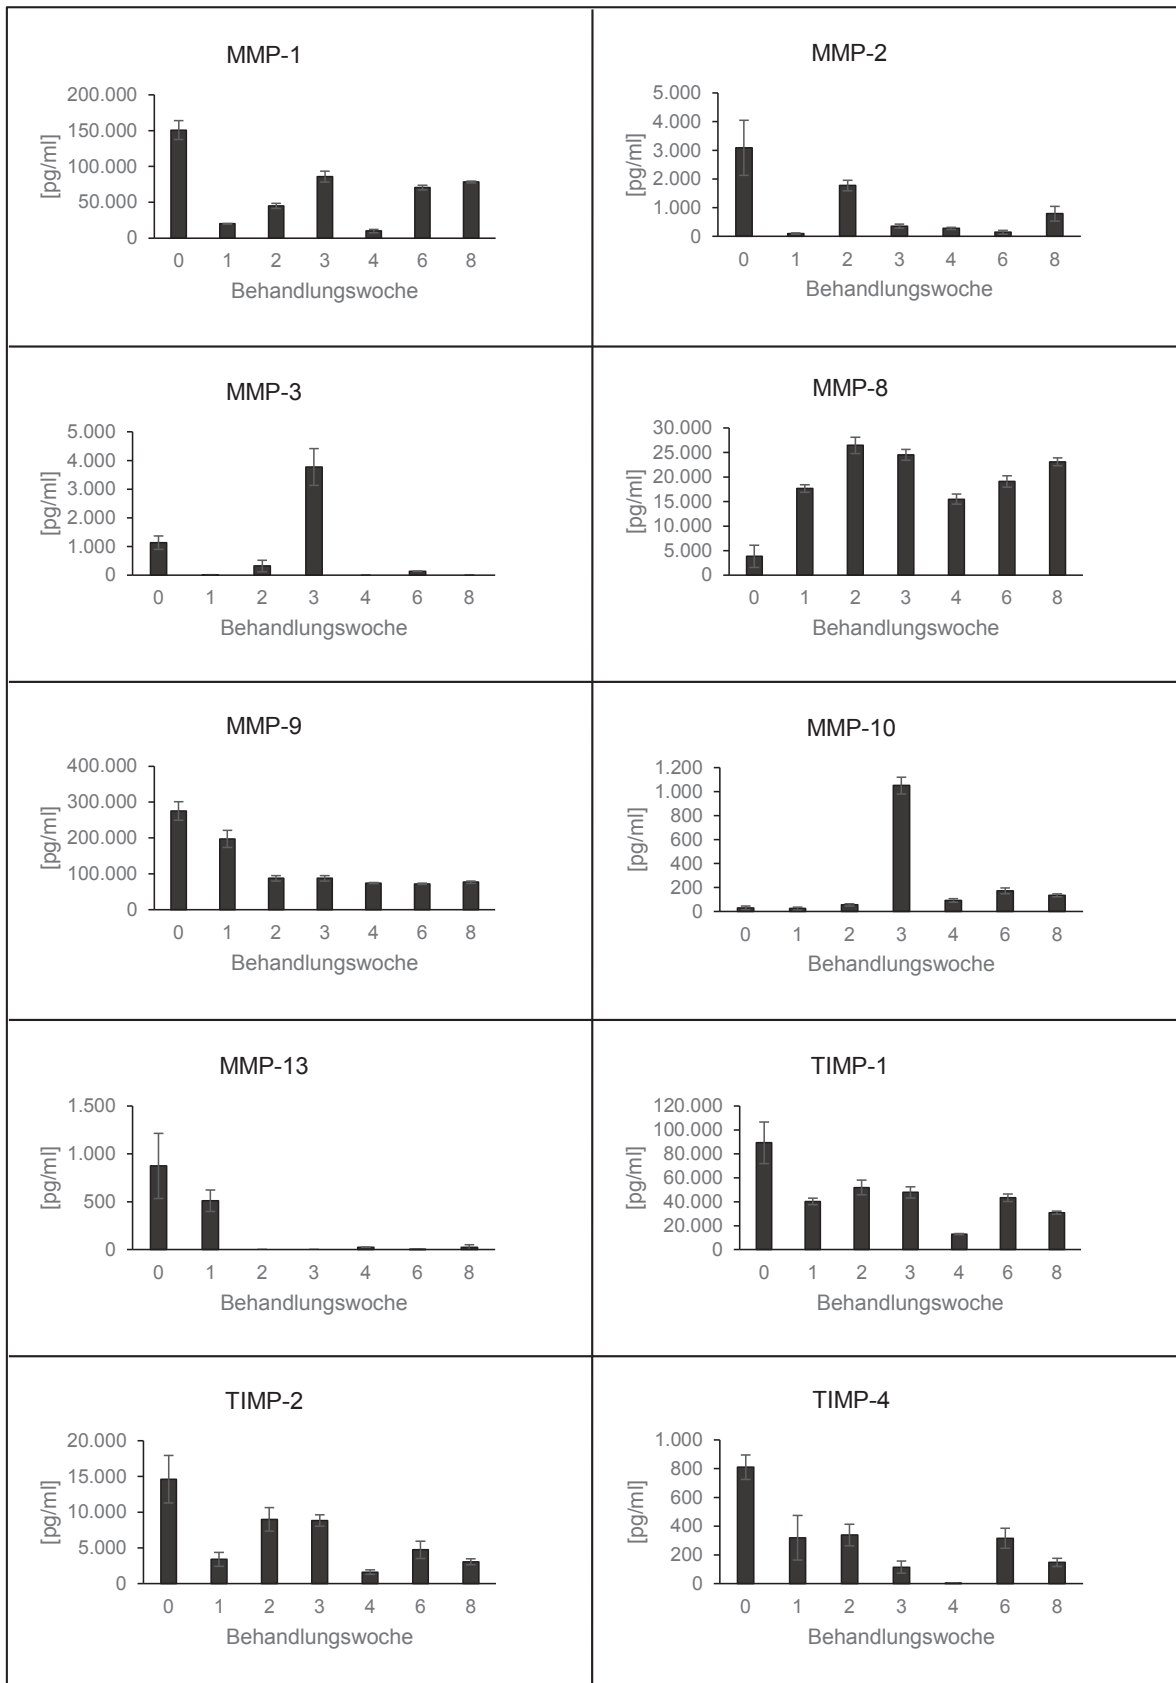 MMP-1
[pg/ml]
200.000
150.000
100.000
50.000
0
0 1 2 3 4 6 8
Behandlungswoche
MMP-2
[pg/ml]
5.000
4.000
3.000
2.000
1.000
0
0 1 2 3 4 6 8
Behandlungswoche
MMP-3
[pg/ml]
5.000
4.000
3.000
2.000
1.000
0
0 1 2 3 4 6 8
Behandlungswoche
MMP-8
[pg/ml]
30.000
25.000
20.000
15.000
10.000
5.000
0
0 1 2 3 4 6 8
Behandlungswoche
MMP-9
[pg/ml]
400.000
300.000
200.000
100.000
0
0 1 2 3 4 6 8
Behandlungswoche
MMP-10
[pg/ml]
1.200
1.000
800
600
400
200
0
0 1 2 3 4 6 8
Behandlungswoche
MMP-13
[pg/ml]
1.500
1.000
500
0
0 1 2 3 4 6 8
Behandlungswoche
TIMP-1
[pg/ml]
120.000
100.000
80.000
60.000
40.000
20.000
0
0 1 2 3 4 6 8
Behandlungswoche
TIMP-2
[pg/ml]
20.000
15.000
10.000
5.000
0
0 1 2 3 4 6 8
Behandlungswoche
TIMP-4
[pg/ml]
1.000
800
600
400
200
0
0 1 2 3 4 6 8
Behandlungswoche